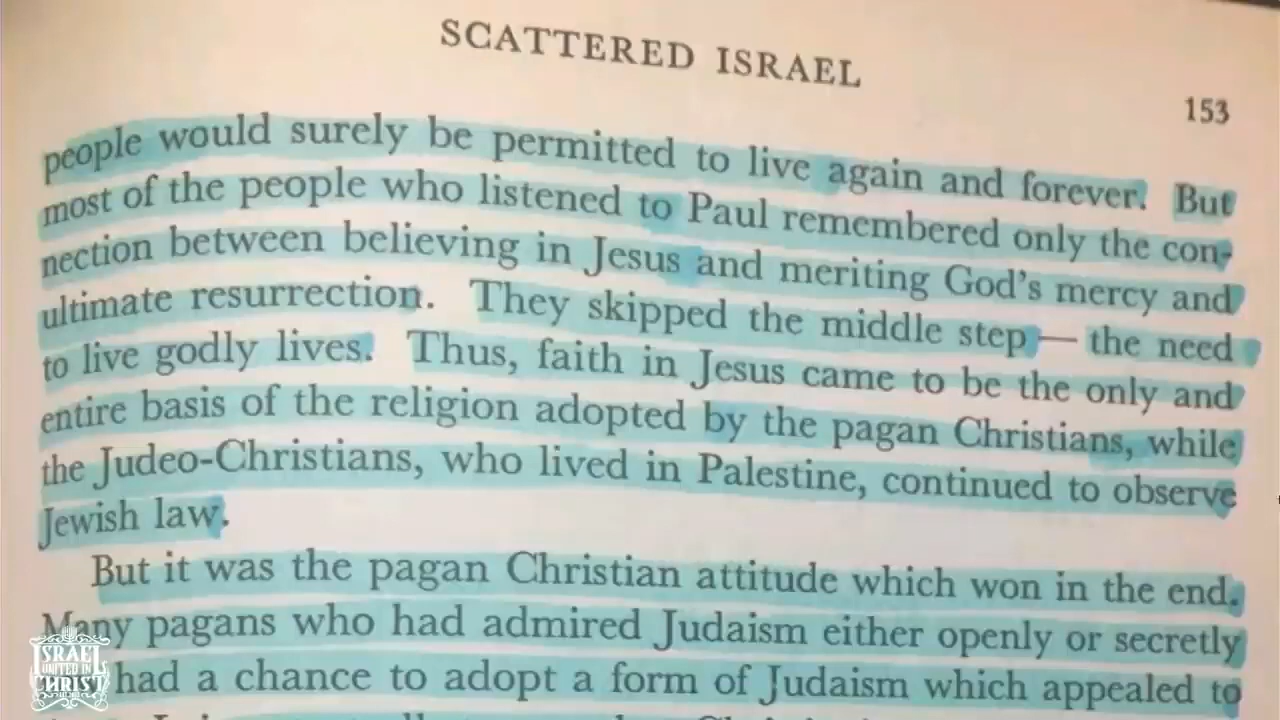 SCATTERED ISRAEL
153
people would surely be permitted to live again and forever. But
most of the people who listened to Paul remembered only the con-
nection between believing in Jesus and meriting God's mercy and
ultimate resurrection. They skipped the middle step — the need
to live godly lives. Thus, faith in Jesus came to be the only and
entire basis of the religion adopted by the pagan Christians, while
the Judeo-Christians, who lived in Palestine, continued to observe
Jewish law.
But it was the pagan Christian attitude which won in the end.
Many pagans who had admired Judaism either openly or secretly
had a chance to adopt a form of Judaism which appealed to
ISRAEL
UNITED IN
CHRIST